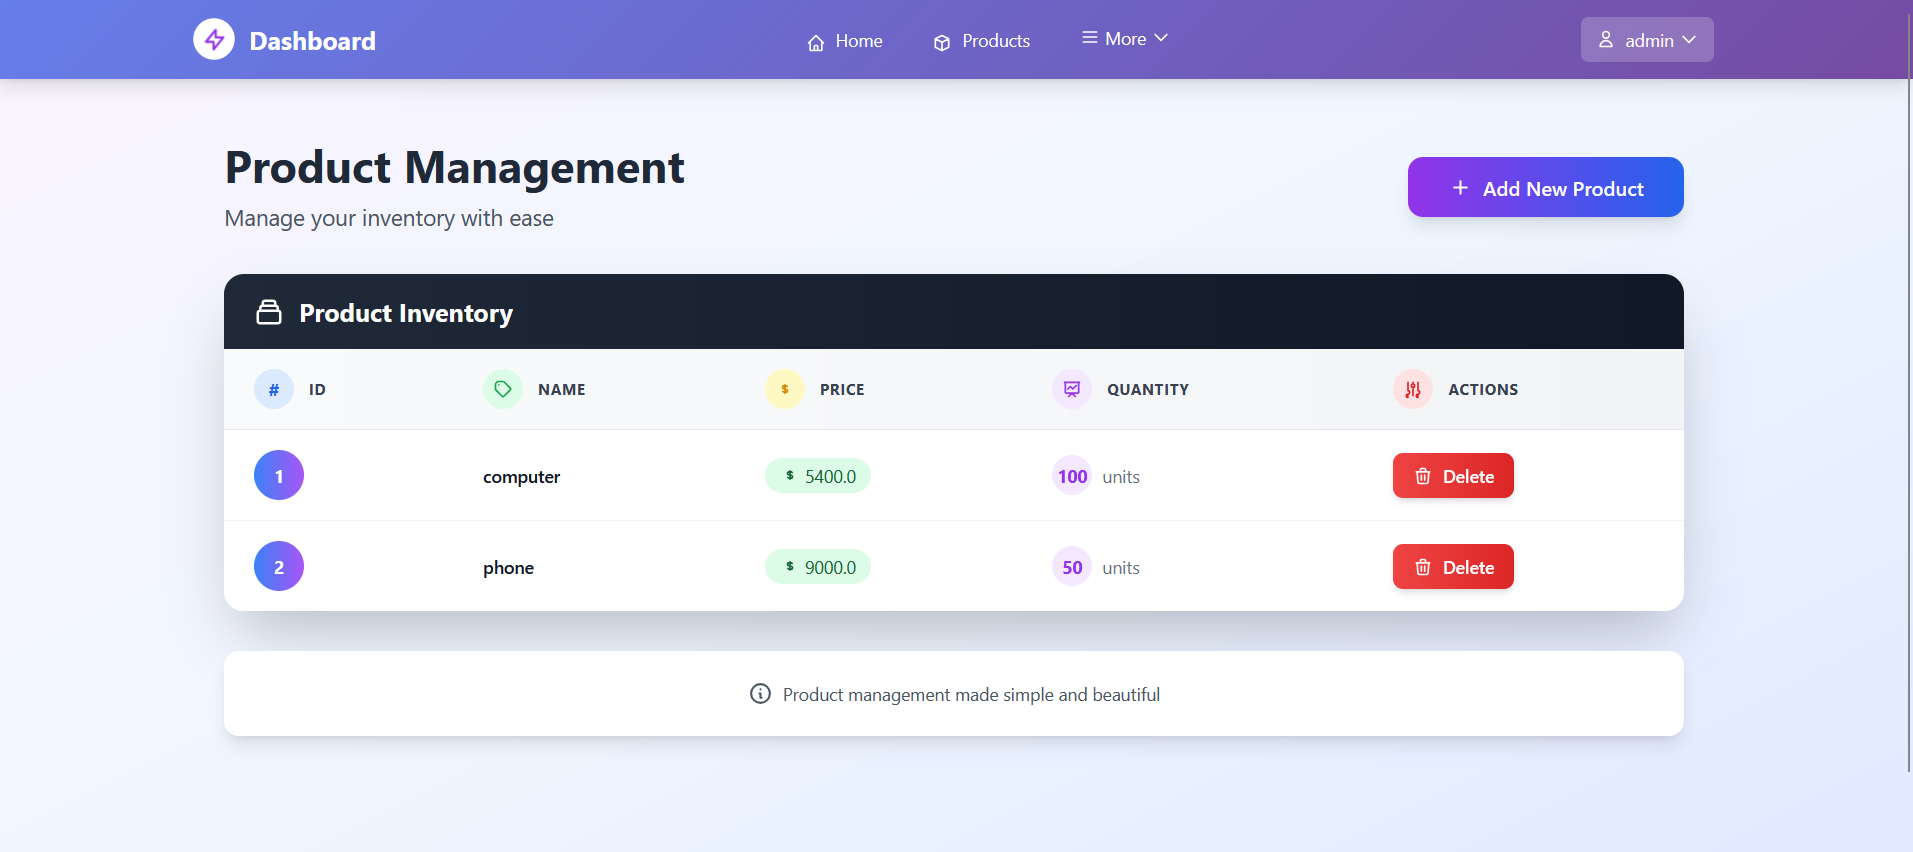 Dashboard
Home
Products
More
admin
Product Management
Manage your inventory with ease
+ Add New Product
Product Inventory
# ID
NAME
$ PRICE
QUANTITY
ACTIONS
1
computer
$ 5400.0
100 units
Delete
2
phone
$ 9000.0
50 units
Delete
Product management made simple and beautiful